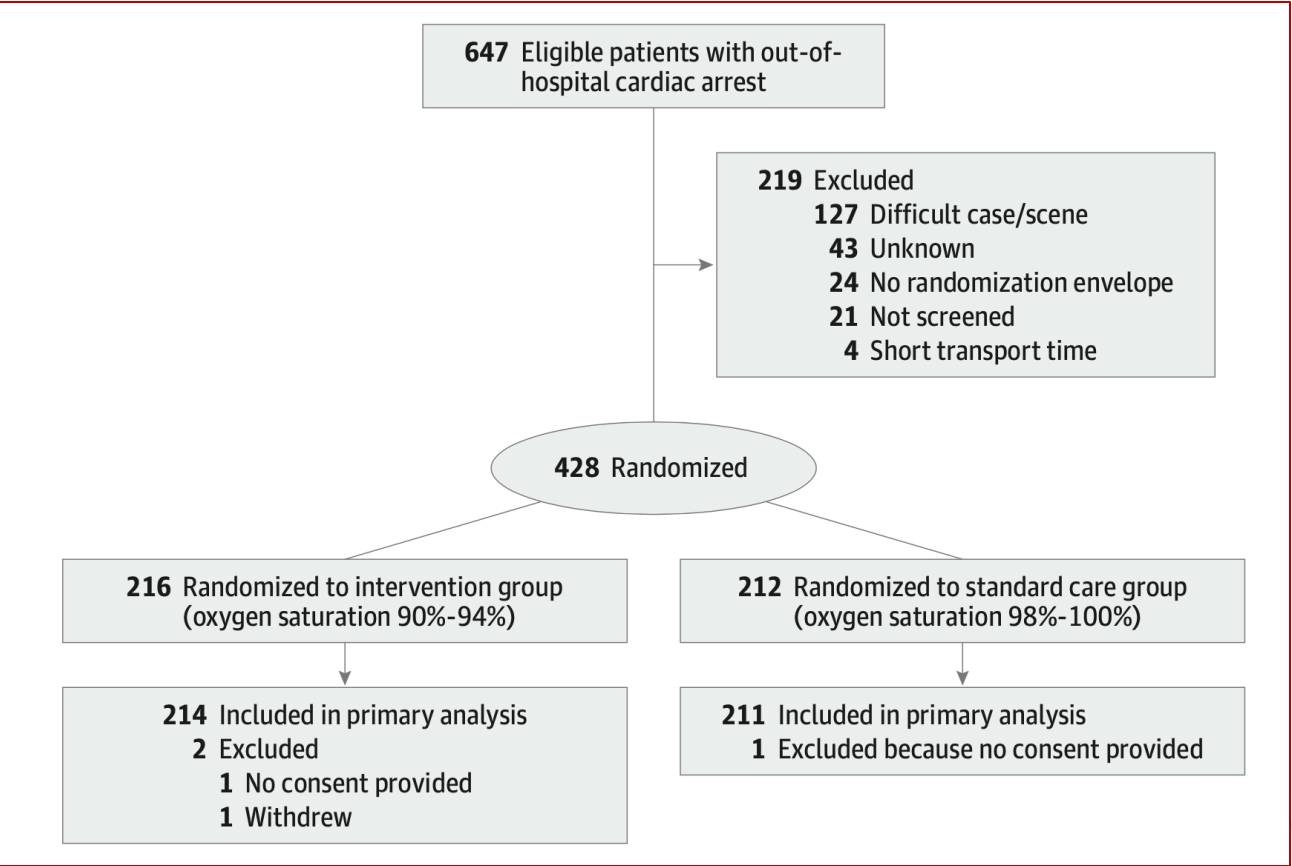 647 Eligible patients with out-of-
hospital cardiac arrest
219 Excluded
127 Difficult case/scene
43 Unknown
24 No randomization envelope
21 Not screened
4 Short transport time
428 Randomized
216 Randomized to intervention group
(oxygen saturation 90%-94%)
212 Randomized to standard care group
(oxygen saturation 98%-100%)
214 Included in primary analysis
2 Excluded
1 No consent provided
1 Withdrew
211 Included in primary analysis
1 Excluded because no consent provided